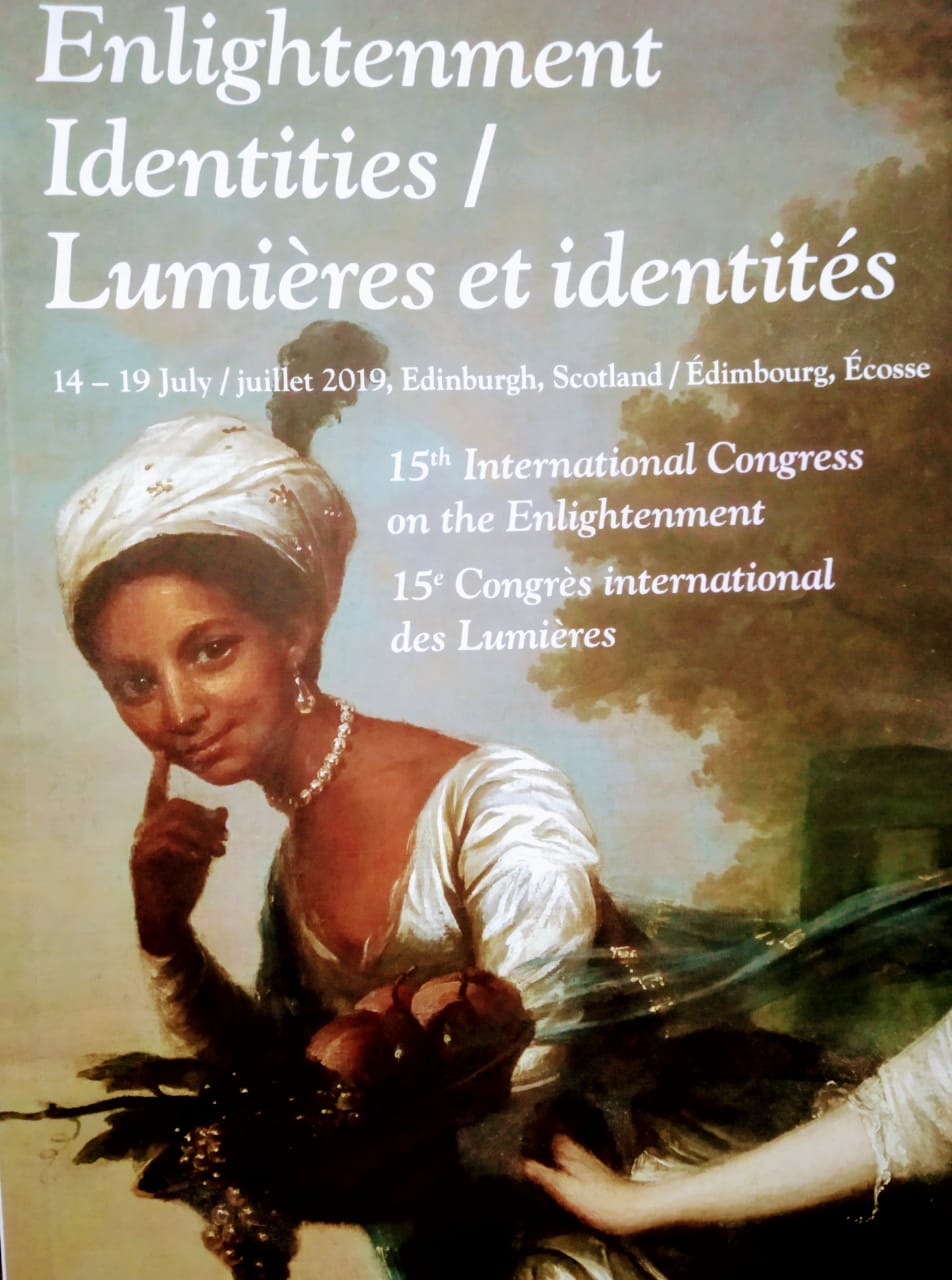 Enlightenment
Identities /
Lumières et identités
14 – 19 July / juillet 2019, Edinburgh, Scotland / Édimbourg, Écosse
15th International Congress
on the Enlightenment
15e Congrès international
des Lumières